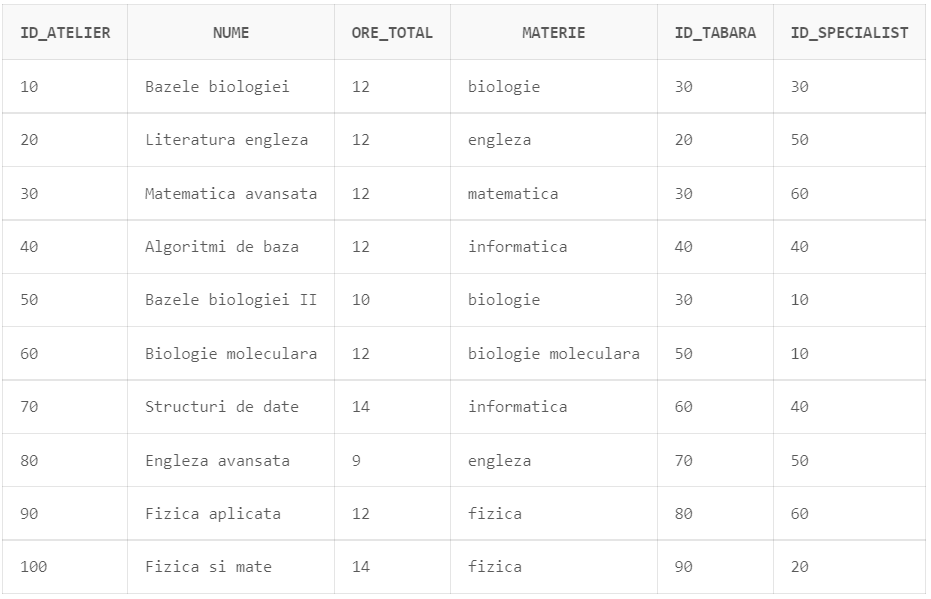 ID_ATELIER NUME ORE_TOTAL MATERIE ID_TABARA ID_SPECIALIST
10 Bazele biologiei 12 biologie 30 30
20 Literatura engleza 12 engleza 20 50
30 Matematica avansata 12 matematica 30 60
40 Algoritmi de baza 12 informatica 40 40
50 Bazele biologiei II 10 biologie 30 10
60 Biologie moleculara 12 biologie moleculara 50 10
70 Structuri de date 14 informatica 60 40
80 Engleza avansata 9 engleza 70 50
90 Fizica aplicata 12 fizica 80 60
100 Fizica si mate 14 fizica 90 20